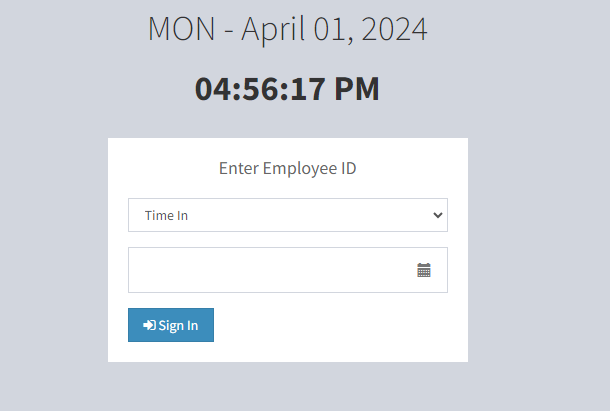 MON - April 01, 2024
04:56:17 PM
Enter Employee ID
Time In
Sign In